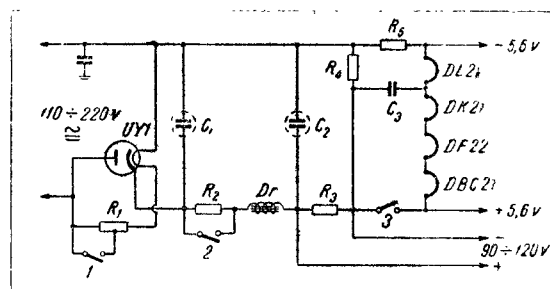 R₅
− 5,6 v
R₄
DL21
C₃
110 ÷ 220 v
UY1
C₁
C₂
DK21
DF22
R₂
Dr
R₃
DBC21
R₁
+ 5,6 v
1
2
3
−
90 ÷ 120 v
+